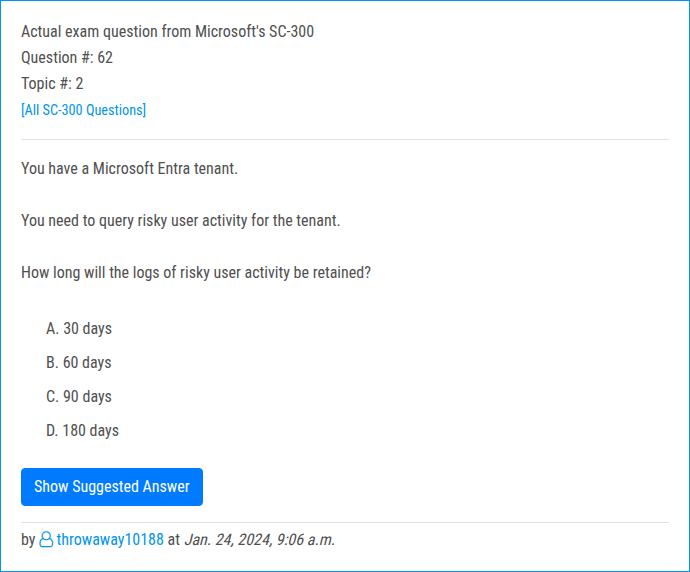 Actual exam question from Microsoft's SC-300
Question #: 62
Topic #: 2
[All SC-300 Questions]
You have a Microsoft Entra tenant.
You need to query risky user activity for the tenant.
How long will the logs of risky user activity be retained?
A. 30 days
B. 60 days
C. 90 days
D. 180 days
Show Suggested Answer
by throwaway10188 at Jan. 24, 2024, 9:06 a.m.